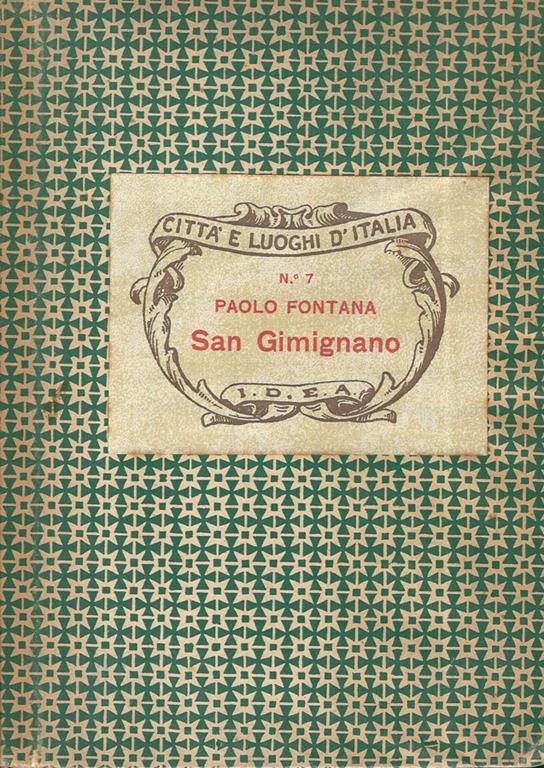 CITTA' E LUOGHI D'ITALIA
N.º 7
PAOLO FONTANA
San Gimignano
I.D.E.A.